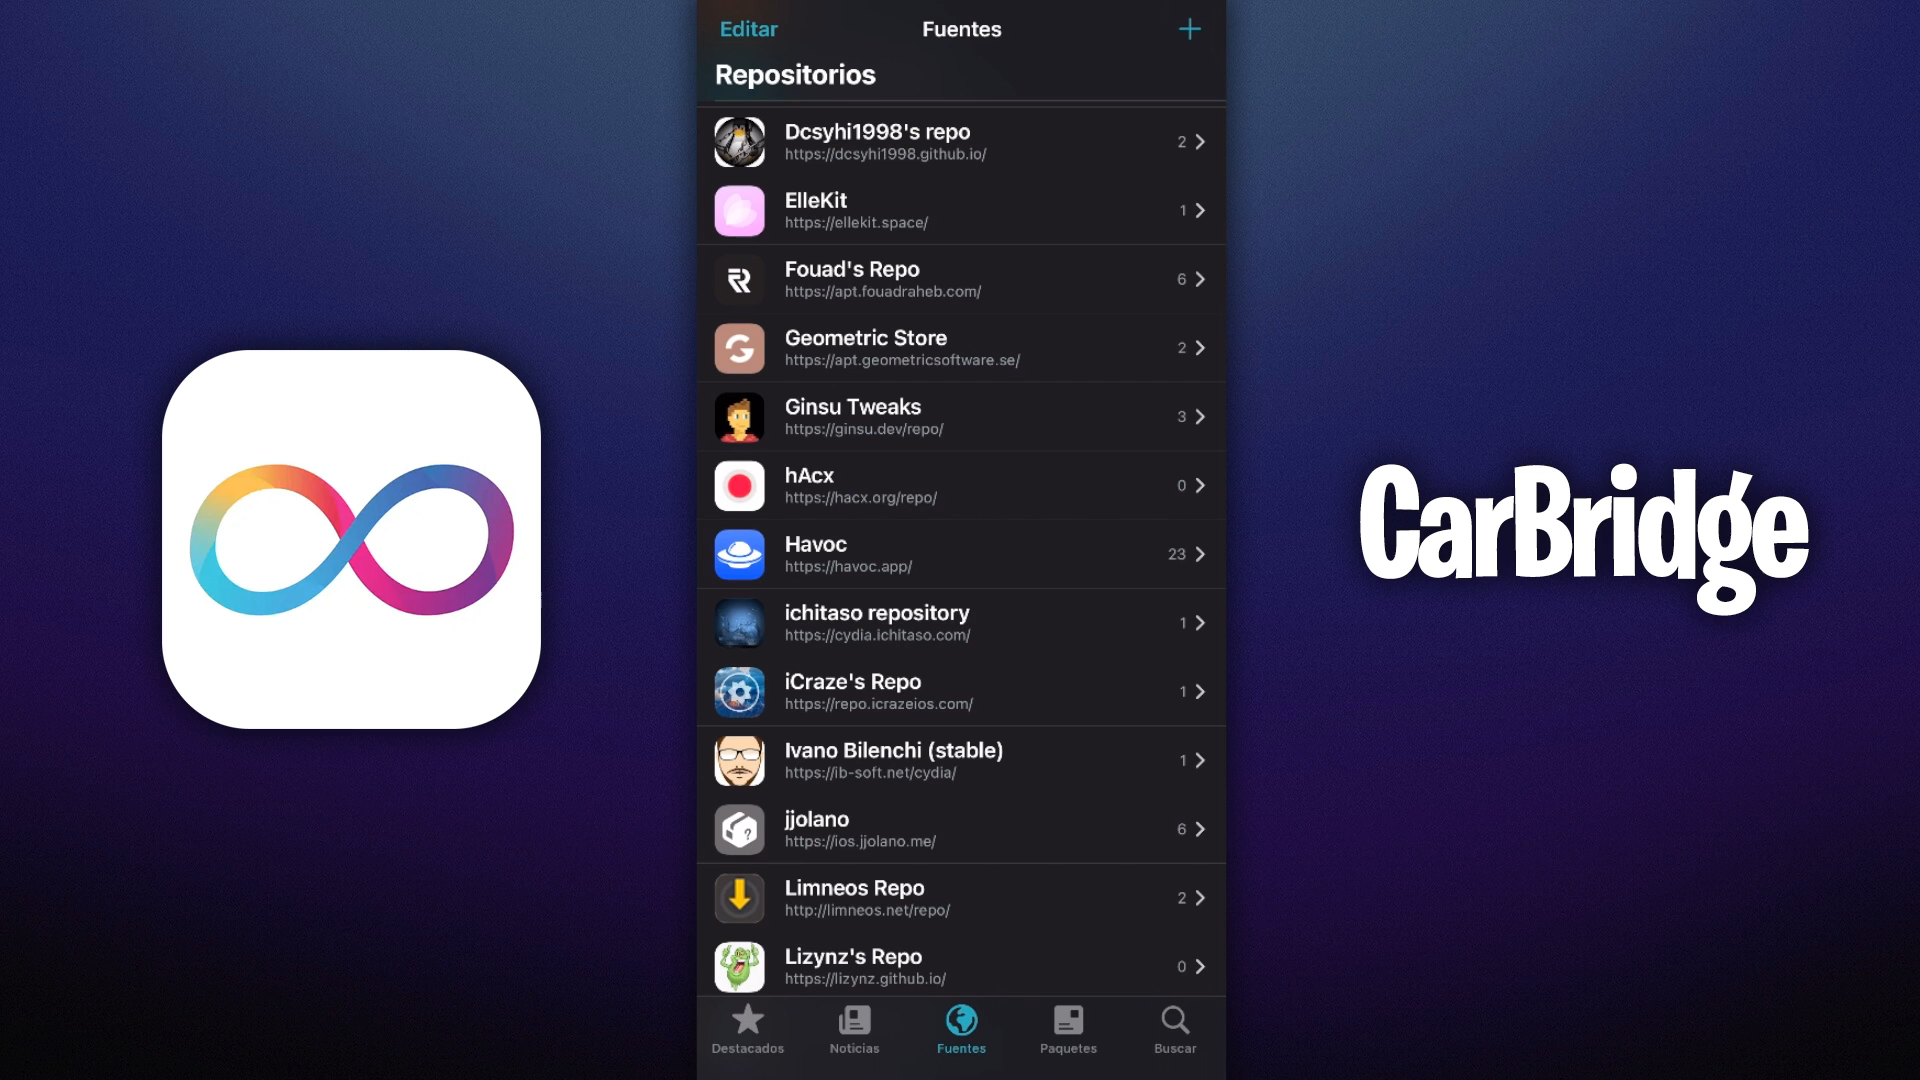 Editar
Fuentes
Repositorios
Dcsyhi1998's repo
2
https://dcsyhi1998.github.io/
ElleKit
1
https://ellekit.space/
Fouad's Repo
6
https://apt.fouadraheb.com/
Geometric Store
2
https://apt.geometricsoftware.se/
Ginsu Tweaks
3
https://ginsu.dev/repo/
hAcx
0
https://hacx.org/repo/
Havoc
23
https://havoc.app/
ichitaso repository
1
https://cydia.ichitaso.com/
iCraze's Repo
1
https://repo.icrazeios.com/
Ivano Bilenchi (stable)
1
https://ib-soft.net/cydia/
jjolano
6
https://ios.jjolano.me/
Limneos Repo
2
http://limneos.net/repo/
Lizynz's Repo
0
https://lizynz.github.io/
Destacados
Noticias
Fuentes
Paquetes
Buscar
CarBridge